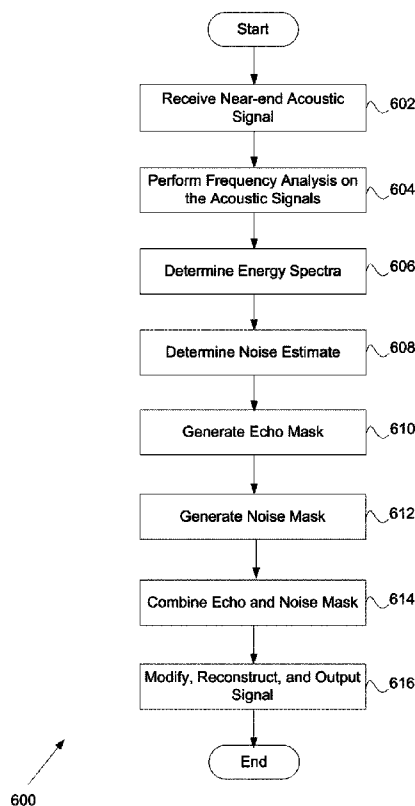 Start
Receive Near-end Acoustic
Signal
602
Perform Frequency Analysis on
the Acoustic Signals
604
Determine Energy Spectra
606
Determine Noise Estimate
608
Generate Echo Mask
610
Generate Noise Mask
612
Combine Echo and Noise Mask
614
Modify, Reconstruct, and Output
Signal
616
End
600